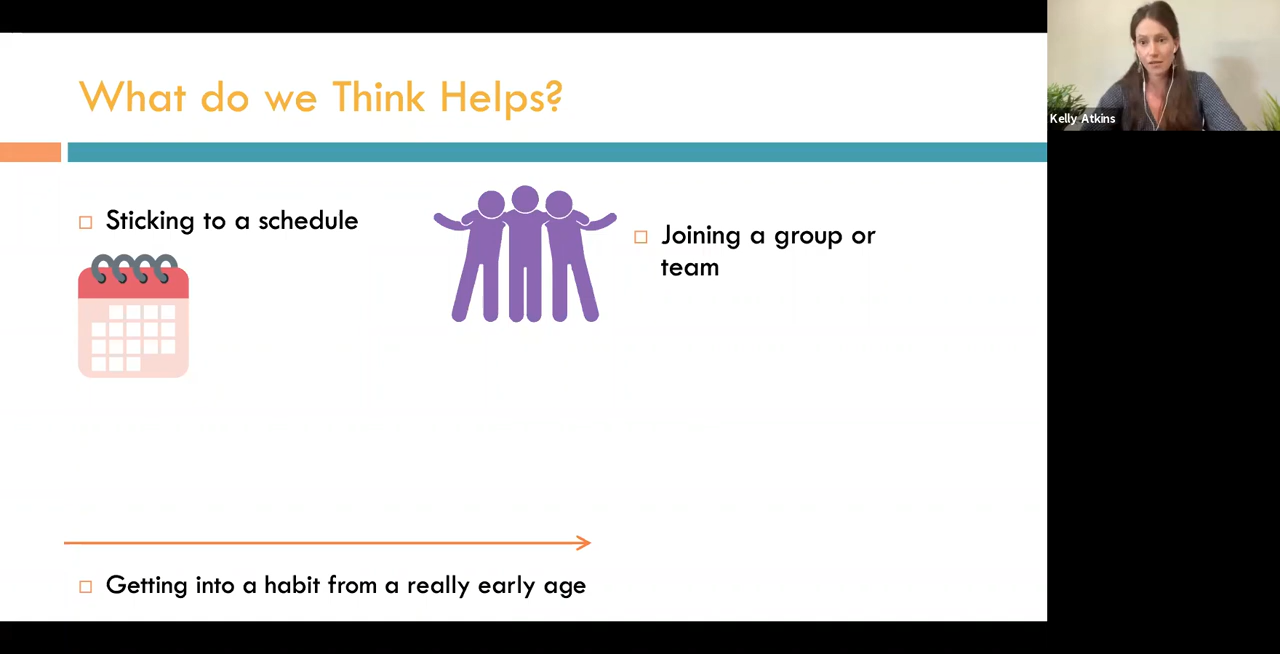 What do we Think Helps?
Kelly Atkins
Sticking to a schedule
Joining a group or
team
Getting into a habit from a really early age